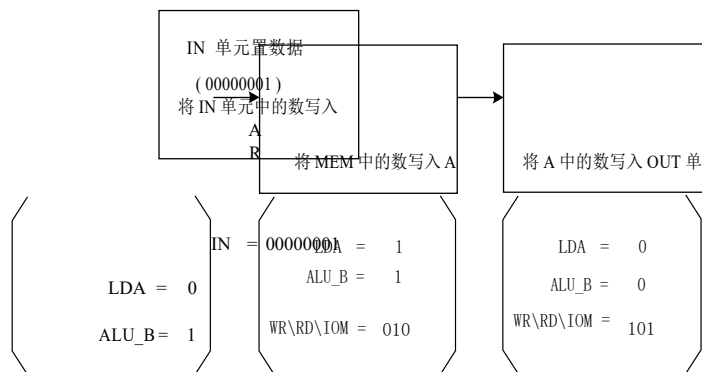 IN 单元置数据
( 00000001 )
将 IN 单元中的数写入
A
R
将 MEM 中的数写入 A
将 A 中的数写入 OUT 单
IN = 00000001
LDA = 0
ALU_B = 1
LDA = 1
ALU_B = 1
WR\RD\IOM = 010
LDA = 0
ALU_B = 0
WR\RD\IOM = 101